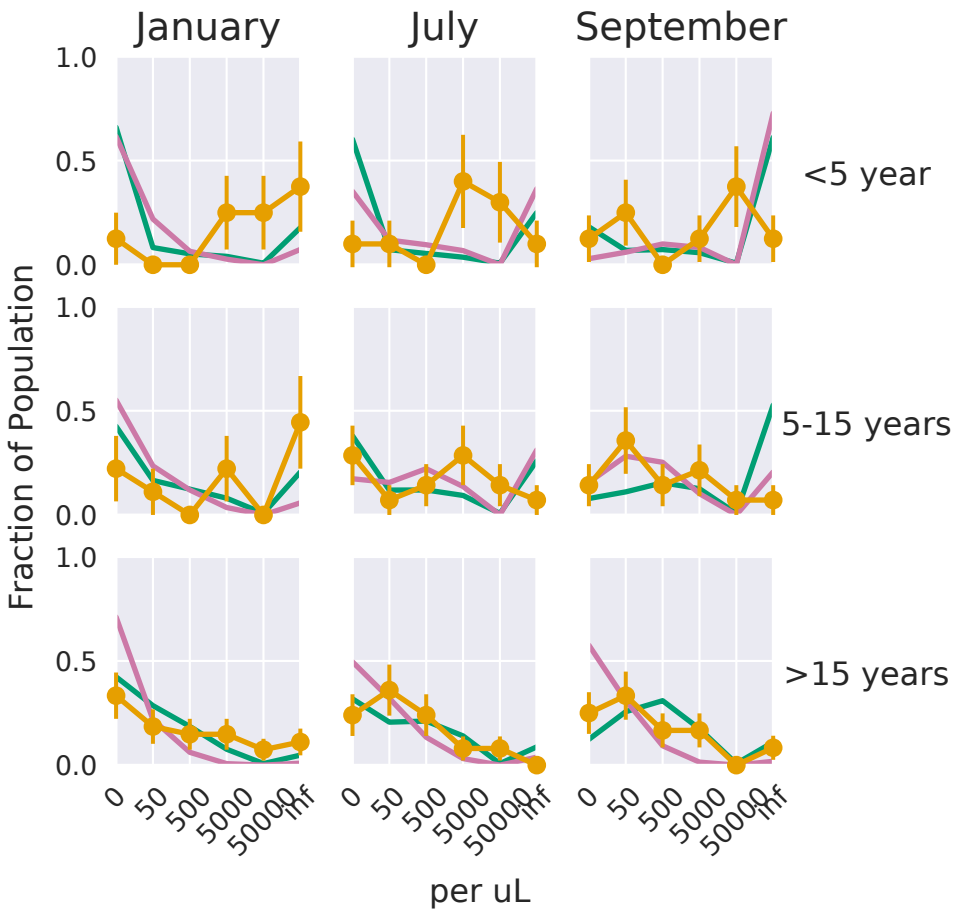 January July September
1.0
0.5
0.0
<5 year
1.0
0.5
0.0
5-15 years
1.0
0.5
0.0
>15 years
Fraction of Population
0 50 500 5000 50000 inf
0 50 500 5000 50000 inf
0 50 500 5000 50000 inf
per uL